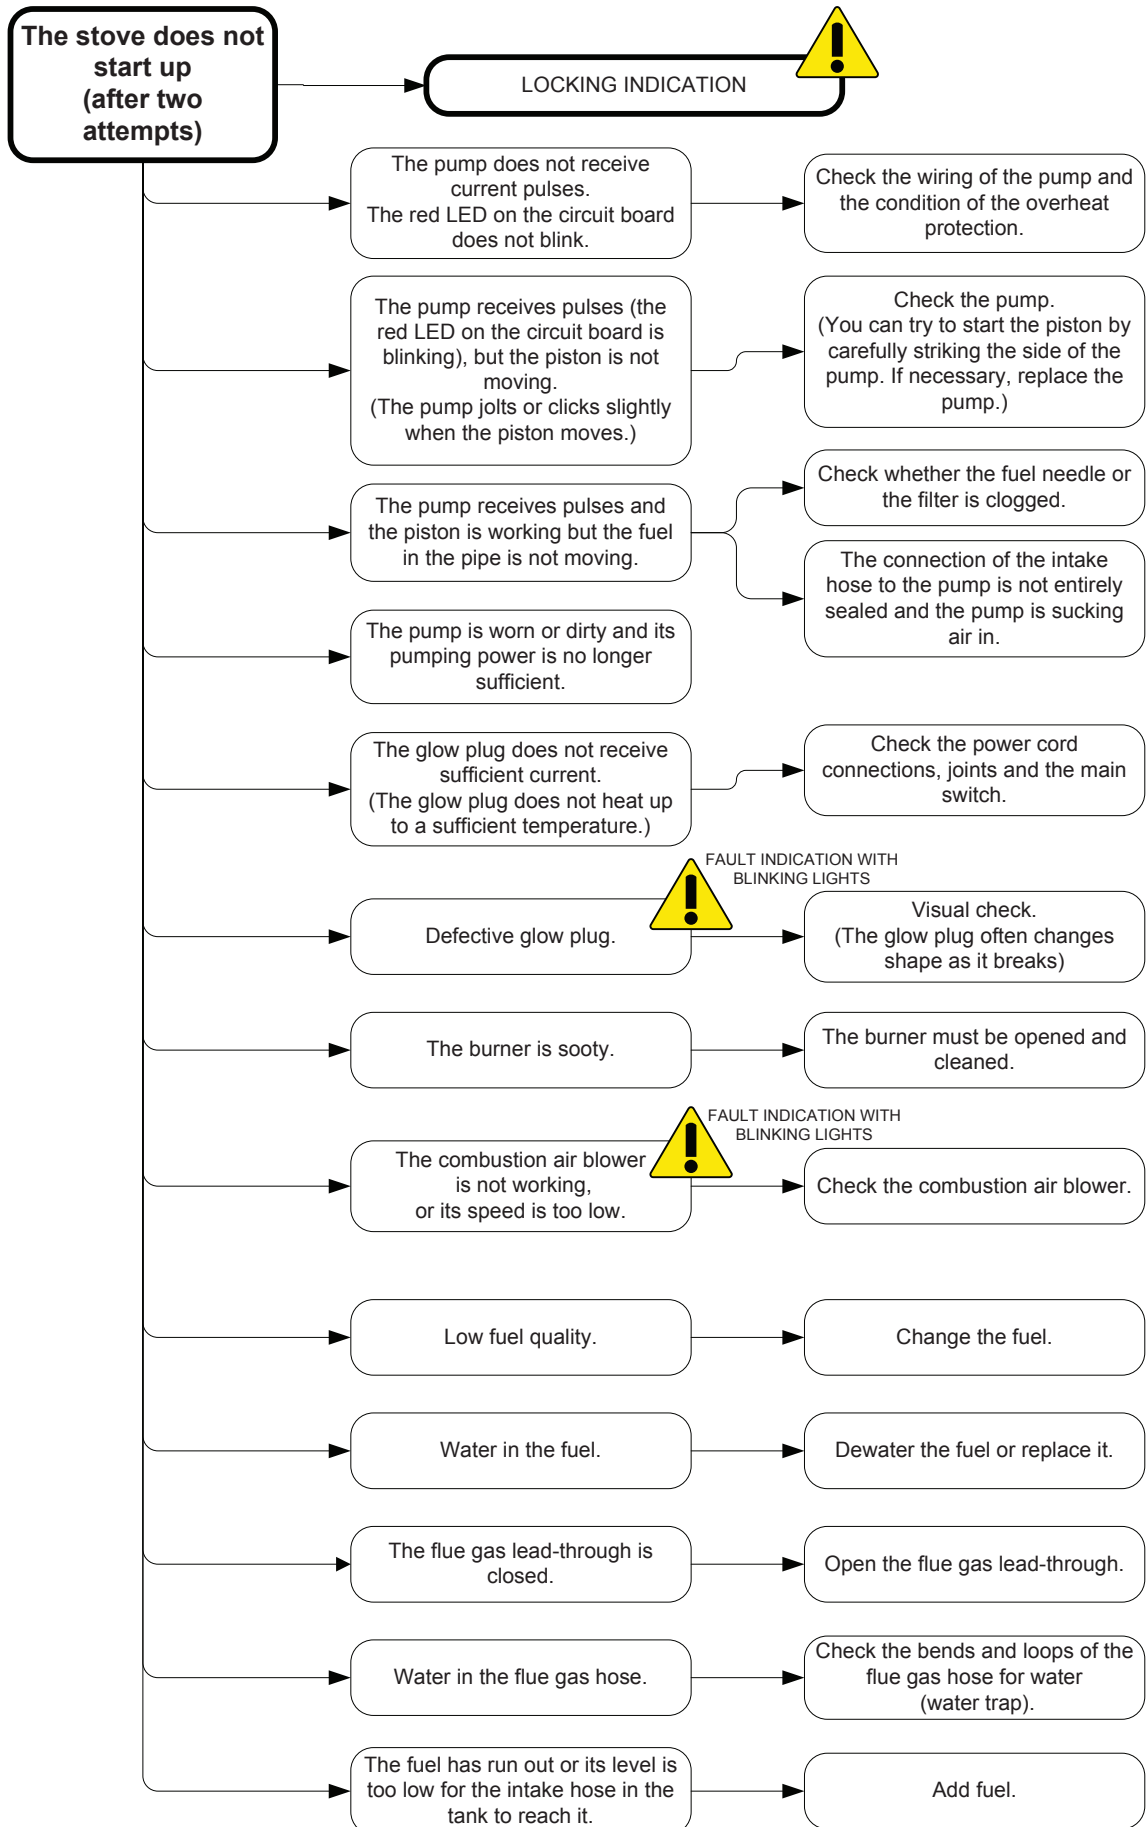 The stove does not
start up
(after two
attempts)
LOCKING INDICATION
The pump does not receive
current pulses.
The red LED on the circuit board
does not blink.
Check the wiring of the pump and
the condition of the overheat
protection.
The pump receives pulses (the
red LED on the circuit board is
blinking), but the piston is not
moving.
(The pump jolts or clicks slightly
when the piston moves.)
Check the pump.
(You can try to start the piston by
carefully striking the side of the
pump. If necessary, replace the
pump.)
The pump receives pulses and
the piston is working but the fuel
in the pipe is not moving.
Check whether the fuel needle or
the filter is clogged.
The connection of the intake
hose to the pump is not entirely
sealed and the pump is sucking
air in.
The pump is worn or dirty and its
pumping power is no longer
sufficient.
The glow plug does not receive
sufficient current.
(The glow plug does not heat up
to a sufficient temperature.)
Check the power cord
connections, joints and the main
switch.
FAULT INDICATION WITH
BLINKING LIGHTS
Defective glow plug.
Visual check.
(The glow plug often changes
shape as it breaks)
The burner is sooty.
The burner must be opened and
cleaned.
FAULT INDICATION WITH
BLINKING LIGHTS
The combustion air blower
is not working,
or its speed is too low.
Check the combustion air blower.
Low fuel quality.
Change the fuel.
Water in the fuel.
Dewater the fuel or replace it.
The flue gas lead-through is
closed.
Open the flue gas lead-through.
Water in the flue gas hose.
Check the bends and loops of the
flue gas hose for water
(water trap).
The fuel has run out or its level is
too low for the intake hose in the
tank to reach it.
Add fuel.